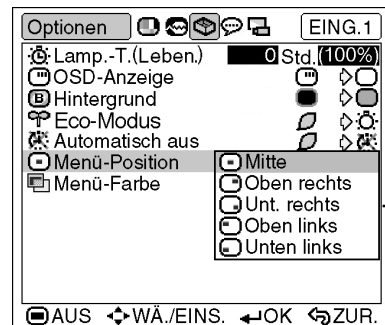 Optionen ENG.1
Lamp.-T.(Leben.) 0 Std.(100%)
OSD-Anzeige
B Hintergrund
Eco-Modus
Automatisch aus
Menü-Position Mitte
Menü-Farbe Oben rechts
Unt. rechts
Oben links
Unten links
AUS WÄ./EINS. OK ZUR.